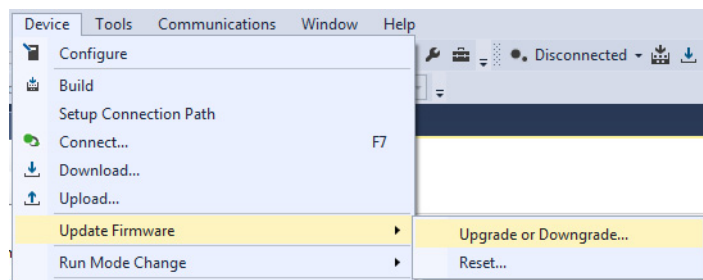 Device Tools Communications Window Help
Configure
Disconnected
Build
Setup Connection Path
Connect... F7
Download...
Upload...
Update Firmware
Upgrade or Downgrade...
Run Mode Change
Reset...